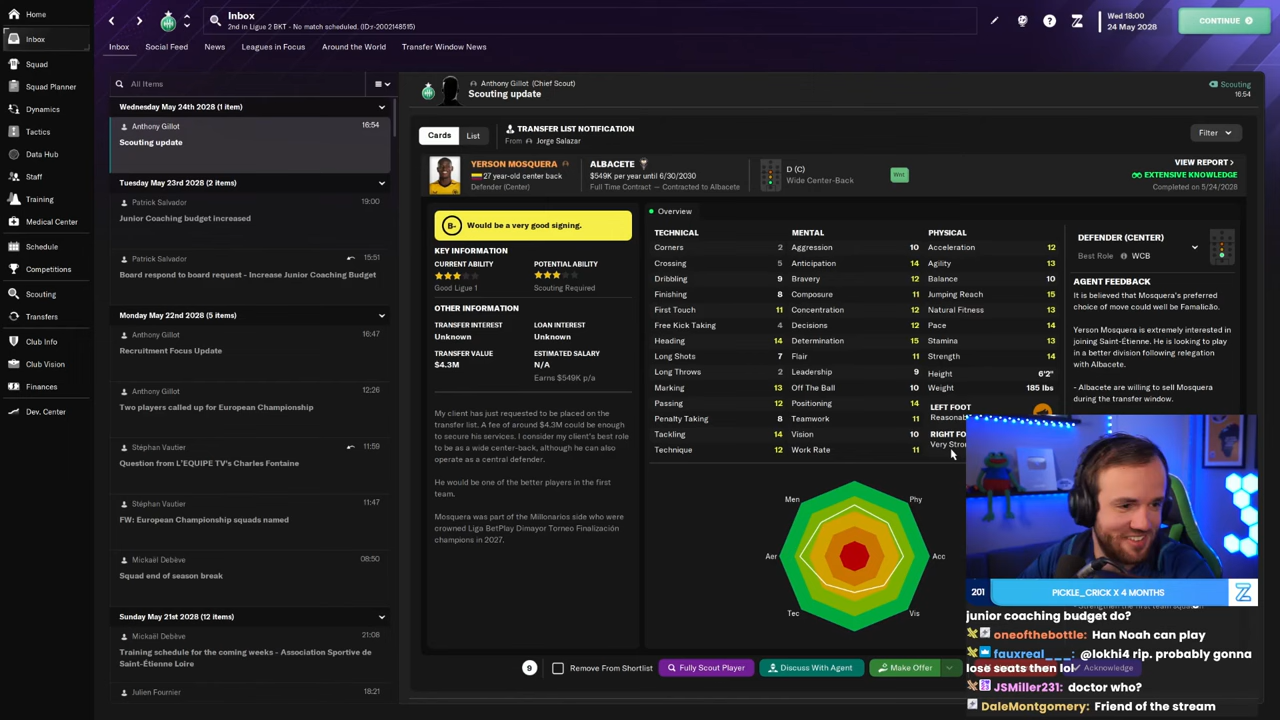 Home
Inbox
Squad
Squad Planner
Dynamics
Tactics
Data Hub
Staff
Training
Medical Center
Schedule
Competitions
Scouting
Transfers
Club Info
Club Vision
Finances
Dev. Center
Inbox
2nd in Ligue 2 BKT - No match scheduled. (ID:r-2002148515)
Wed 18:00
24 May 2028
CONTINUE
Inbox Social Feed News Leagues in Focus Around the World Transfer Window News
All Items
Wednesday May 24th 2028 (1 item)
Anthony Gillot 16:54
Scouting update
Tuesday May 23rd 2028 (2 items)
Patrick Salvador 19:00
Junior Coaching budget increased
Patrick Salvador 15:51
Board respond to board request - Increase Junior Coaching Budget
Monday May 22nd 2028 (5 items)
Anthony Gillot 16:47
Recruitment Focus Update
Anthony Gillot 12:26
Two players called up for European Championship
Stéphan Vautier 11:59
Question from L'EQUIPE TV's Charles Fontaine
Stéphan Vautier 11:47
FW: European Championship squads named
Mickaël Debève 08:50
Squad end of season break
Sunday May 21st 2028 (12 items)
Mickaël Debève 21:08
Training schedule for the coming weeks - Association Sportive de
Saint-Étienne Loire
Julien Fournier 18:21
Anthony Gillot (Chief Scout)
Scouting update
Scouting
16:54
Cards List
TRANSFER LIST NOTIFICATION
From Jorge Salazar
Filter
YERSON MOSQUERA
27 year-old center back
Defender (Center)
ALBACETE
$549K per year until 6/30/2030
Full Time Contract — Contracted to Albacete
D (C)
Wide Center-Back
Wnt
VIEW REPORT >
EXTENSIVE KNOWLEDGE
Completed on 5/24/2028
B- Would be a very good signing.
KEY INFORMATION
CURRENT ABILITY POTENTIAL ABILITY
Good Ligue 1 Scouting Required
OTHER INFORMATION
TRANSFER INTEREST LOAN INTEREST
Unknown Unknown
TRANSFER VALUE ESTIMATED SALARY
$4.3M N/A
Earns $549K p/a
My client has just requested to be placed on the
transfer list. A fee of around $4.3M could be enough
to secure his services. I consider my client's best role
to be as a wide center-back, although he can also
operate as a central defender.
He would be one of the better players in the first
team.
Mosquera was part of the Millonarios side who were
crowned Liga BetPlay Dimayor Torneo Finalización
champions in 2027.
Overview
TECHNICAL MENTAL PHYSICAL
Corners 2 Aggression 10 Acceleration 12
Crossing 5 Anticipation 14 Agility 13
Dribbling 9 Bravery 12 Balance 10
Finishing 8 Composure 11 Jumping Reach 15
First Touch 11 Concentration 12 Natural Fitness 13
Free Kick Taking 4 Decisions 12 Pace 14
Heading 14 Determination 15 Stamina 13
Long Shots 7 Flair 11 Strength 14
Long Throws 2 Leadership 9 Height 6'2"
Marking 13 Off The Ball 10 Weight 185 lbs
Passing 12 Positioning 14 LEFT FOOT
Penalty Taking 8 Teamwork 11 Reasonab
Tackling 14 Vision 10 RIGHT FO
Technique 12 Work Rate 11 Very Stron
Men Phy
Aer Acc
Tec Vis
DEFENDER (CENTER)
Best Role WCB
AGENT FEEDBACK
It is believed that Mosquera's preferred
choice of move could well be Famalicão.
Yerson Mosquera is extremely interested in
joining Saint-Étienne. He is looking to play
in a better division following relegation
with Albacete.
- Albacete are willing to sell Mosquera
during the transfer window.
201 PICKLE_CRICK X 4 MONTHS
junior coaching budget do?
oneofthebottle: Han Noah can play
fauxreal___: @lokhi4 rip. probably gonna
lose seats then lol
JSMiller231: doctor who?
DaleMontgomery: Friend of the stream
9 Remove From Shortlist Fully Scout Player Discuss With Agent Make Offer Acknowledge